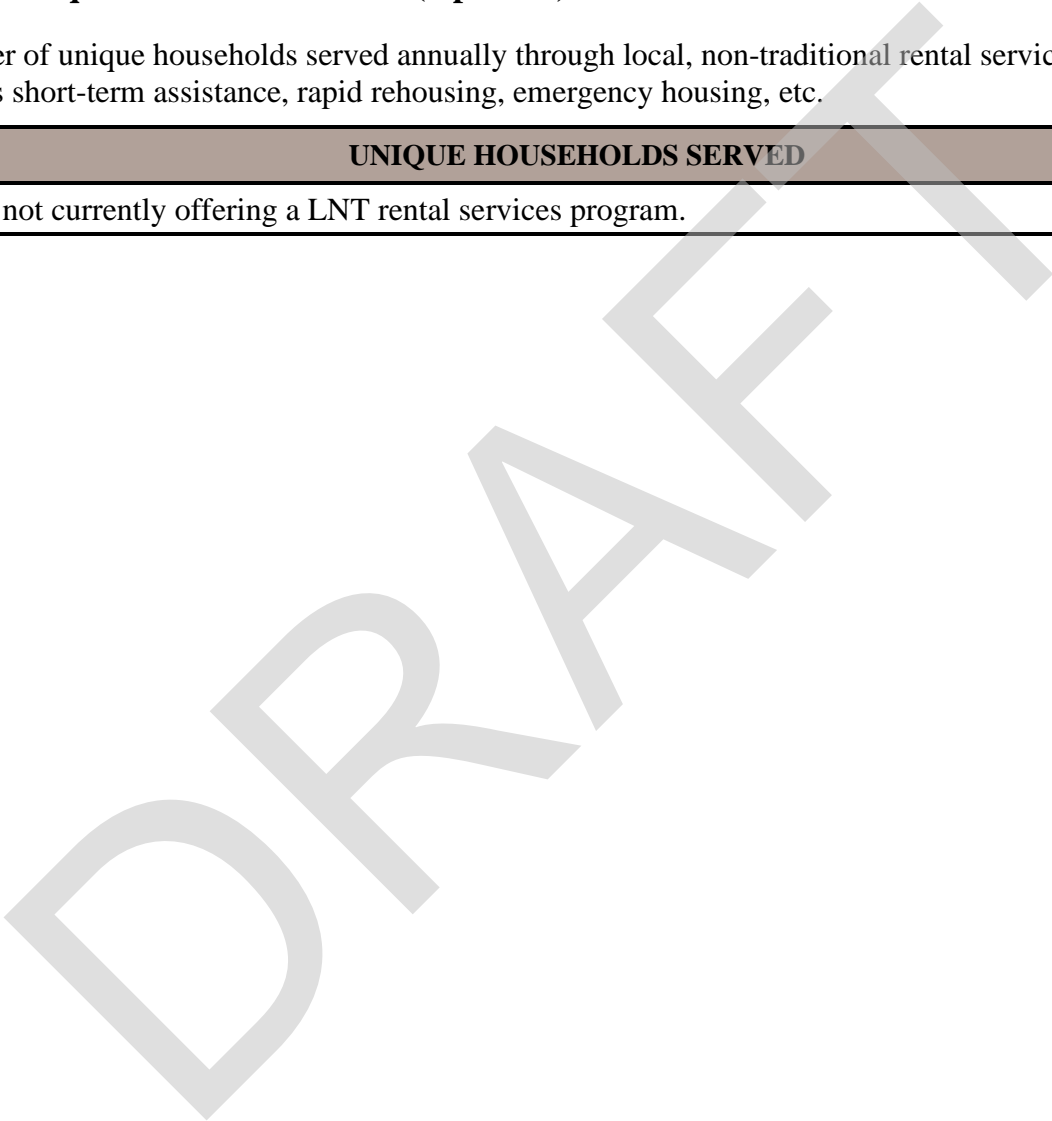 er of unique households served annually through local, non-traditional rental servic
s short-term assistance, rapid rehousing, emergency housing, etc.
UNIQUE HOUSEHOLDS SERVED
not currently offering a LNT rental services program.
DRAFT